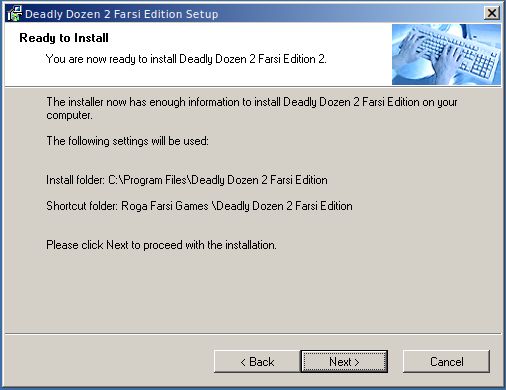 Deadly Dozen 2 Farsi Edition Setup
Ready to Install
You are now ready to install Deadly Dozen 2 Farsi Edition 2.
The installer now has enough information to install Deadly Dozen 2 Farsi Edition on your
computer.
The following settings will be used:
Install folder: C:\Program Files\Deadly Dozen 2 Farsi Edition
Shortcut folder: Roga Farsi Games \Deadly Dozen 2 Farsi Edition
Please click Next to proceed with the installation.
< Back Next > Cancel